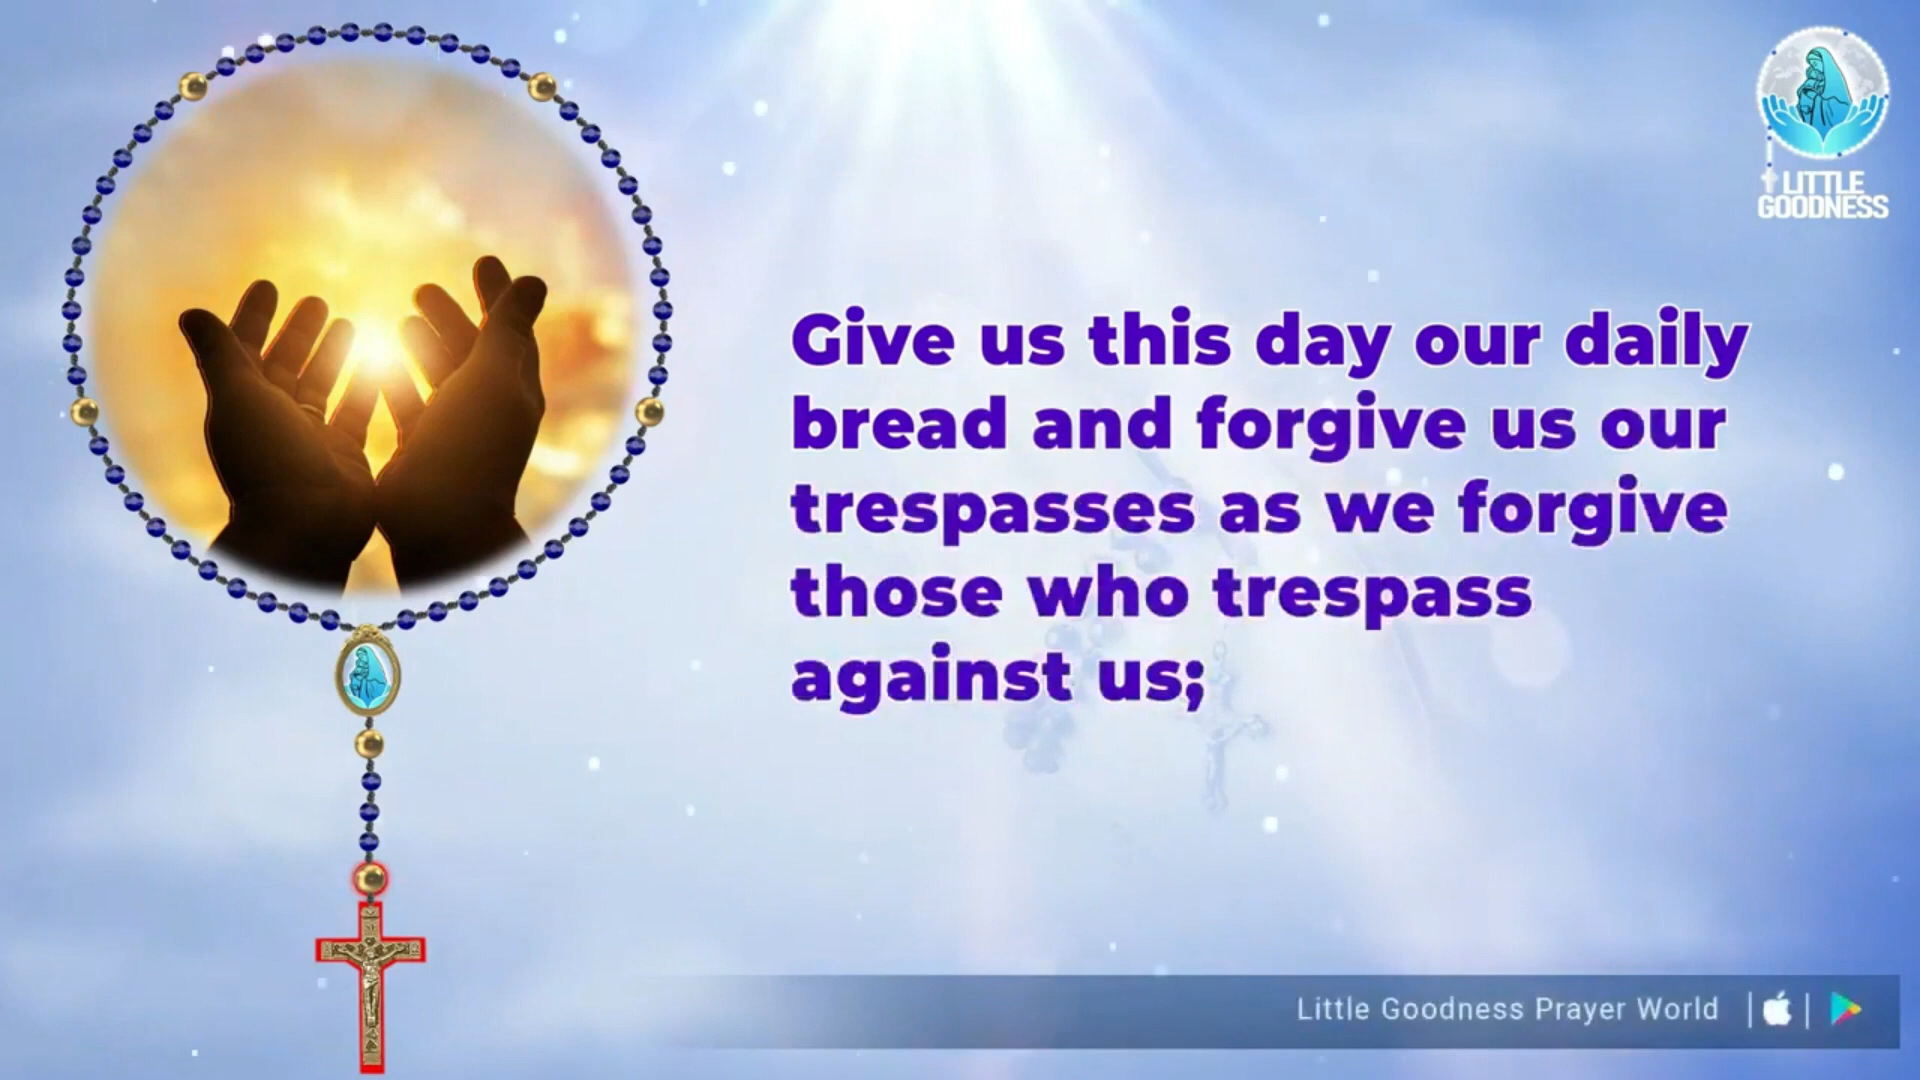 LITTLE
GOODNESS
Give us this day our daily
bread and forgive us our
trespasses as we forgive
those who trespass
against us;
Little Goodness Prayer World